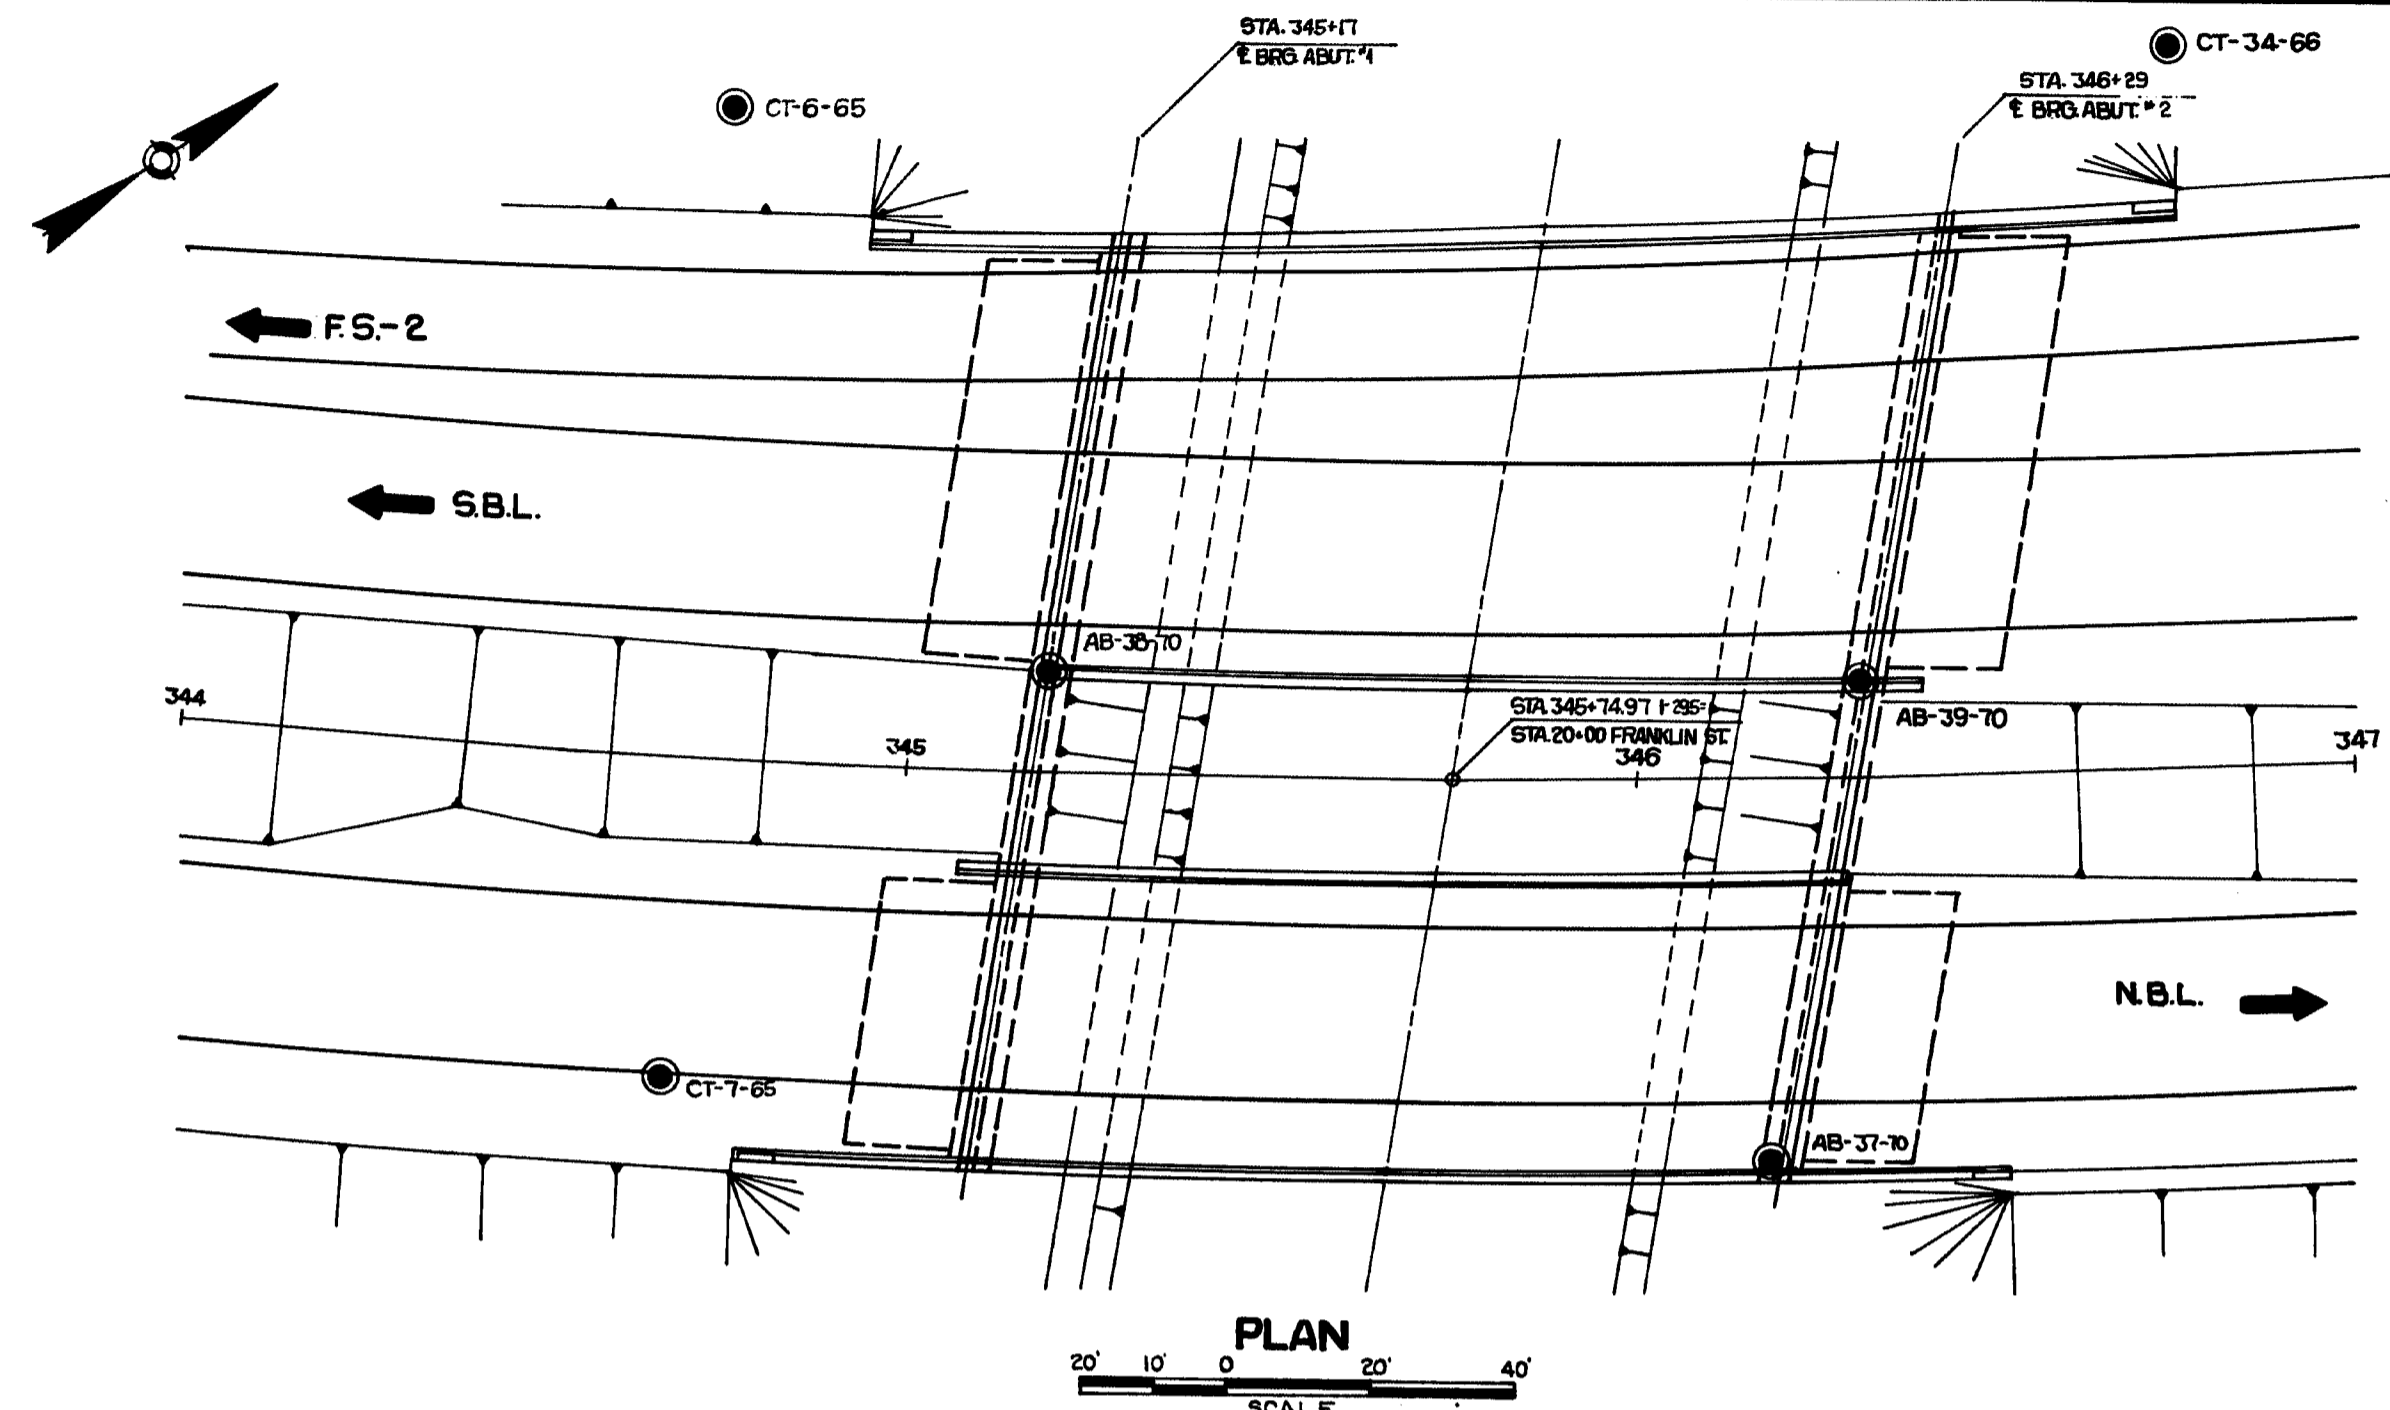 STA. 345+17
℄ BRG. ABUT. #1
CT-34-66
STA. 346+29
℄ BRG. ABUT. #2
CT-6-65
F.S.-2
S.B.L.
AB-38-70
344
345
STA. 345+74.97 I-295=
STA. 20+00 FRANKLIN ST.
346
AB-39-70
347
N.B.L.
CT-7-65
AB-37-70
PLAN
20' 10' 0 20' 40'
SCALE